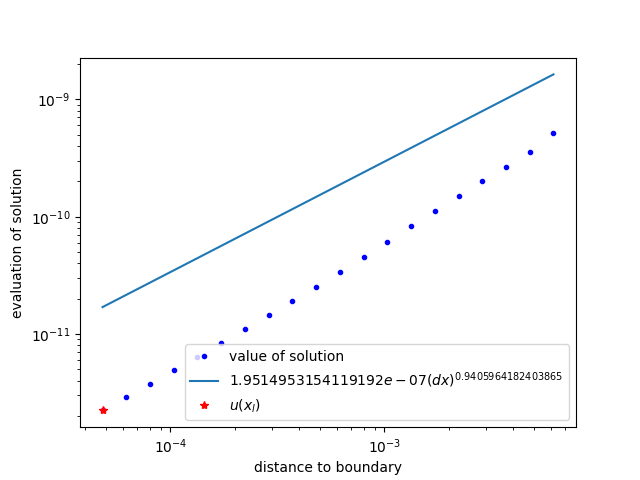 10⁻⁹
10⁻¹⁰
10⁻¹¹
evaluation of solution
value of solution
1.9514953154119192e − 07(dx)^0.9405964182403865
u(x_l)
10⁻⁴
10⁻³
distance to boundary